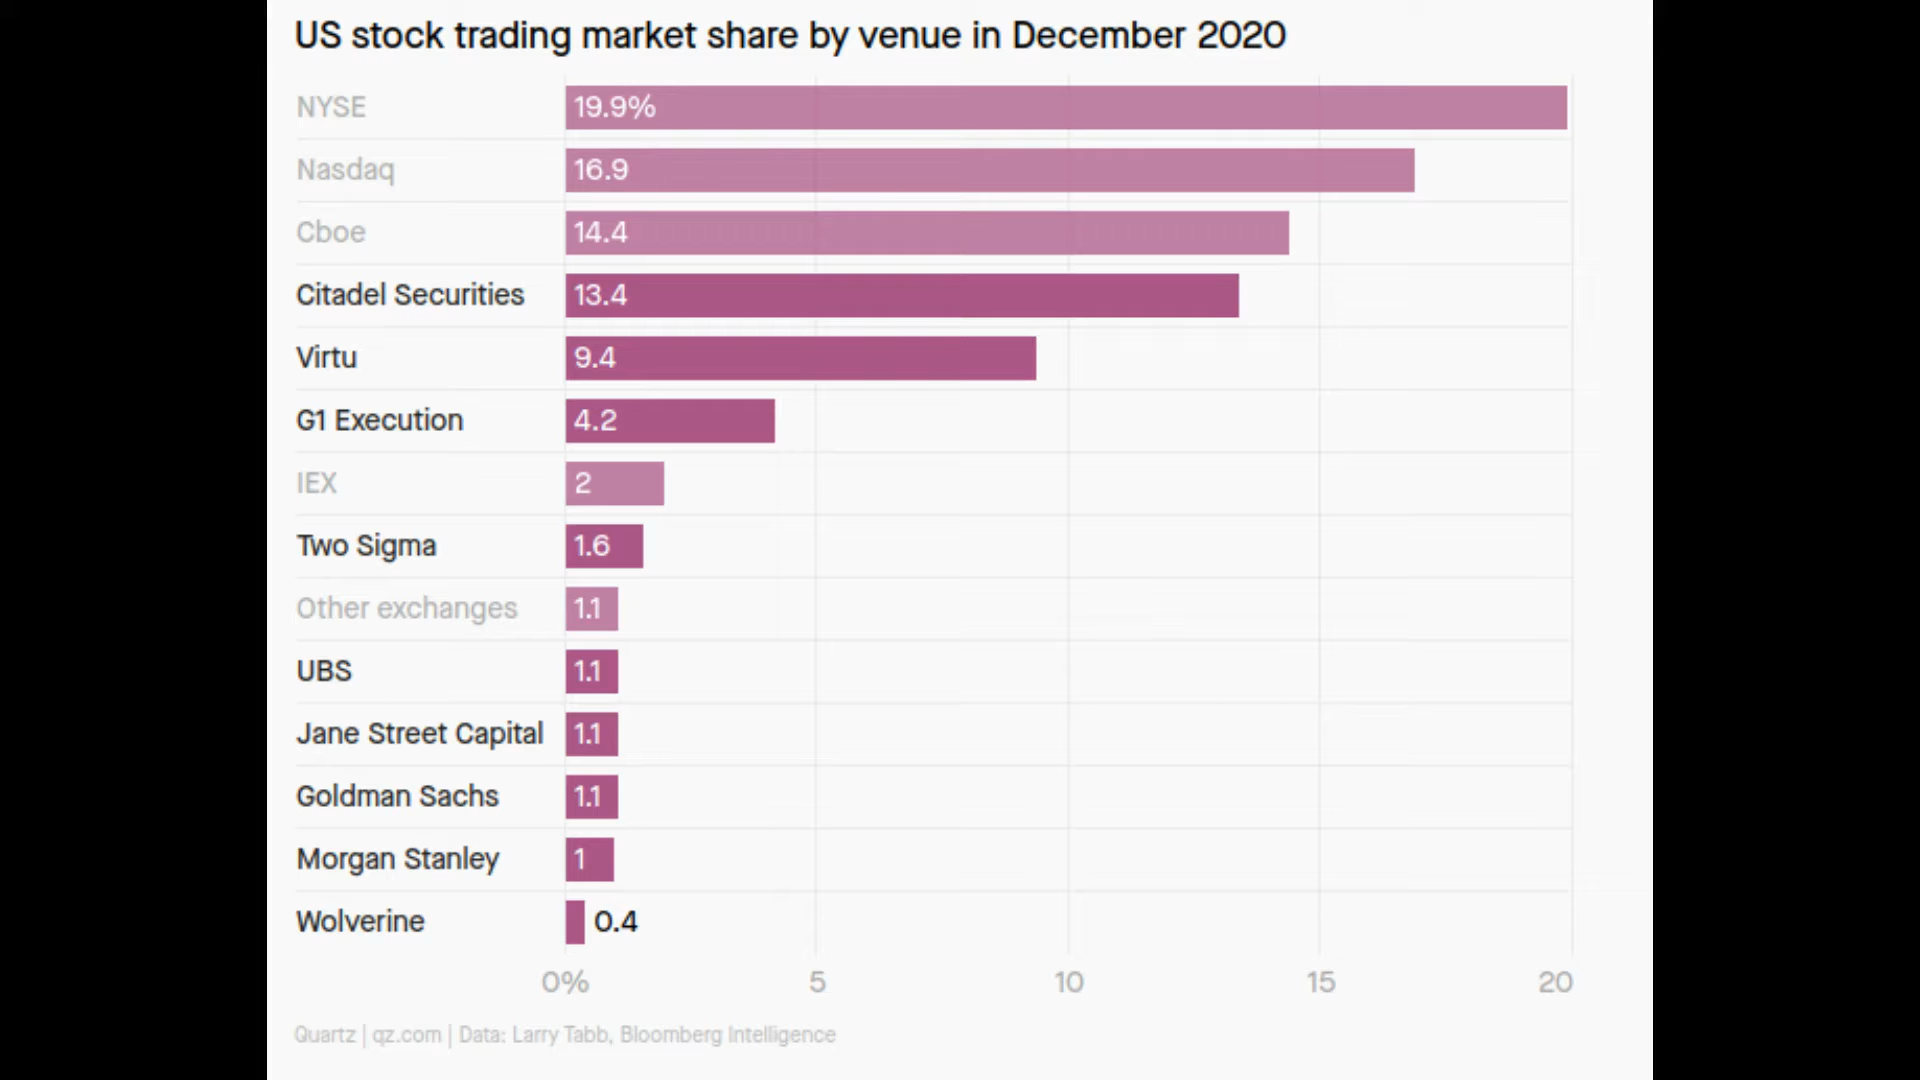 US stock trading market share by venue in December 2020
NYSE 19.9%
Nasdaq 16.9
Cboe 14.4
Citadel Securities 13.4
Virtu 9.4
G1 Execution 4.2
IEX 2
Two Sigma 1.6
Other exchanges 1.1
UBS 1.1
Jane Street Capital 1.1
Goldman Sachs 1.1
Morgan Stanley 1
Wolverine 0.4
0% 5 10 15 20
Quartz | qz.com | Data: Larry Tabb, Bloomberg Intelligence